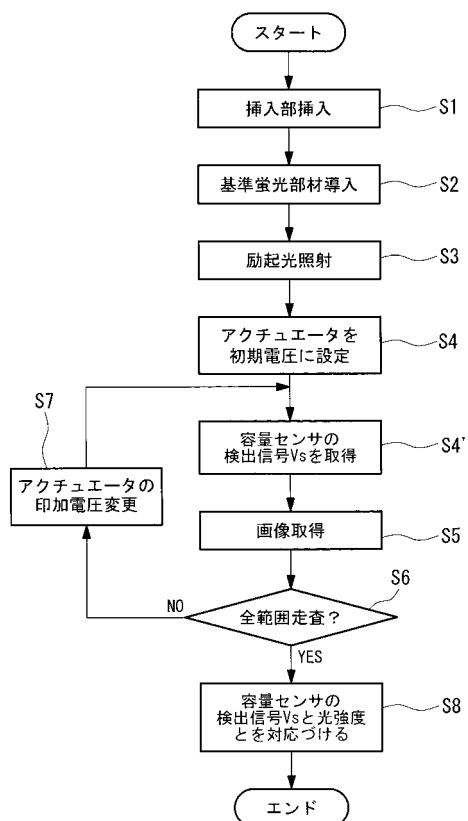 スタート
挿入部挿入
S1
基準蛍光部材導入
S2
励起光照射
S3
アクチュエータを
初期電圧に設定
S4
S7
アクチュエータの
印加電圧変更
容量センサの
検出信号Vsを取得
S4'
画像取得
S5
S6
全範囲走査？
NO
YES
容量センサの
検出信号Vsと光強度
とを対応づける
S8
エンド